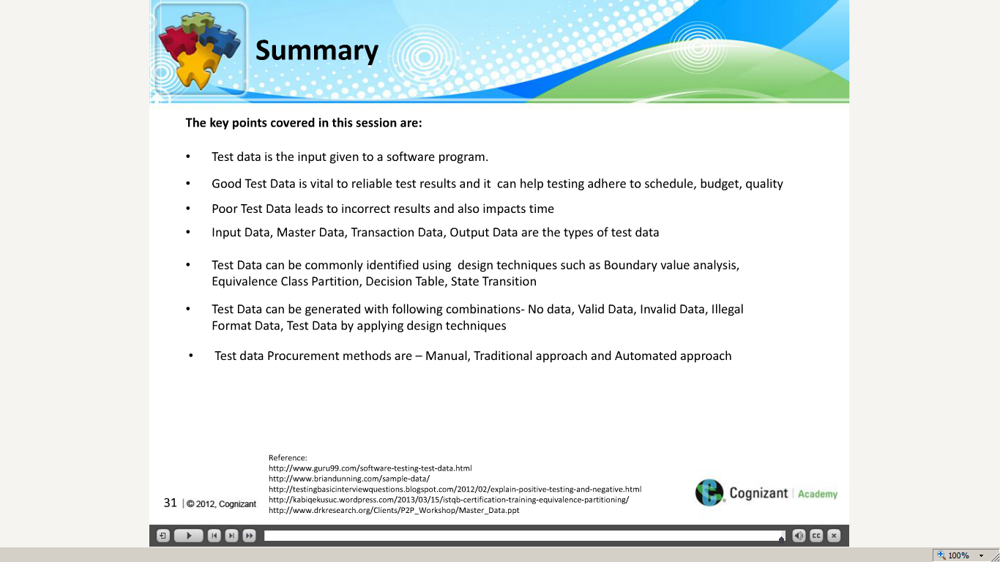 Summary
The key points covered in this session are:
• Test data is the input given to a software program.
• Good Test Data is vital to reliable test results and it can help testing adhere to schedule, budget, quality
• Poor Test Data leads to incorrect results and also impacts time
• Input Data, Master Data, Transaction Data, Output Data are the types of test data
• Test Data can be commonly identified using design techniques such as Boundary value analysis,
Equivalence Class Partition, Decision Table, State Transition
• Test Data can be generated with following combinations- No data, Valid Data, Invalid Data, Illegal
Format Data, Test Data by applying design techniques
• Test data Procurement methods are – Manual, Traditional approach and Automated approach
Reference:
http://www.guru99.com/software-testing-test-data.html
http://www.briandunning.com/sample-data/
http://testingbasicinterviewquestions.blogspot.com/2012/02/explain-positive-testing-and-negative.html
http://kabiqekusuc.wordpress.com/2013/03/15/istqb-certification-training-equivalence-partitioning/
http://www.drkresearch.org/Clients/P2P_Workshop/Master_Data.ppt
31 | © 2012, Cognizant
Cognizant | Academy
CC
100%